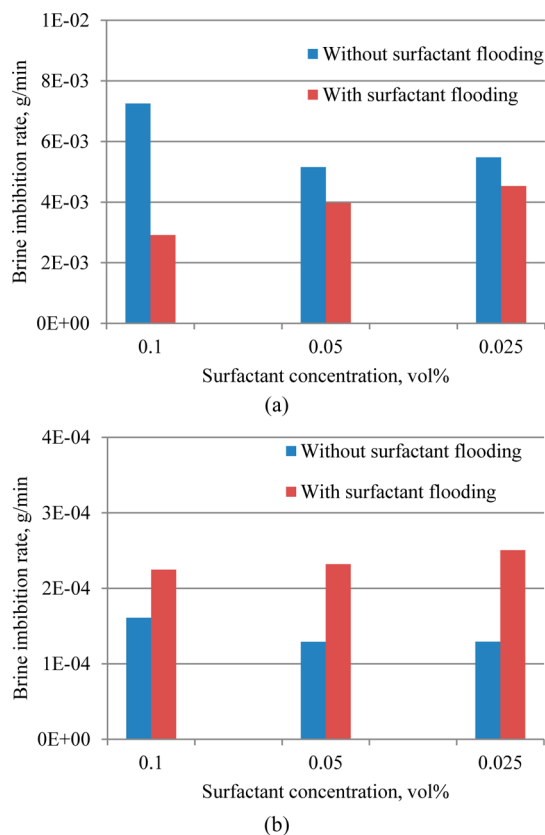 1E-02
8E-03
6E-03
4E-03
2E-03
0E+00
Brine imbibition rate, g/min
Without surfactant flooding
With surfactant flooding
0.1 0.05 0.025
Surfactant concentration, vol%
(a)
4E-04
3E-04
2E-04
1E-04
0E+00
Brine imbibition rate, g/min
Without surfactant flooding
With surfactant flooding
0.1 0.05 0.025
Surfactant concentration, vol%
(b)